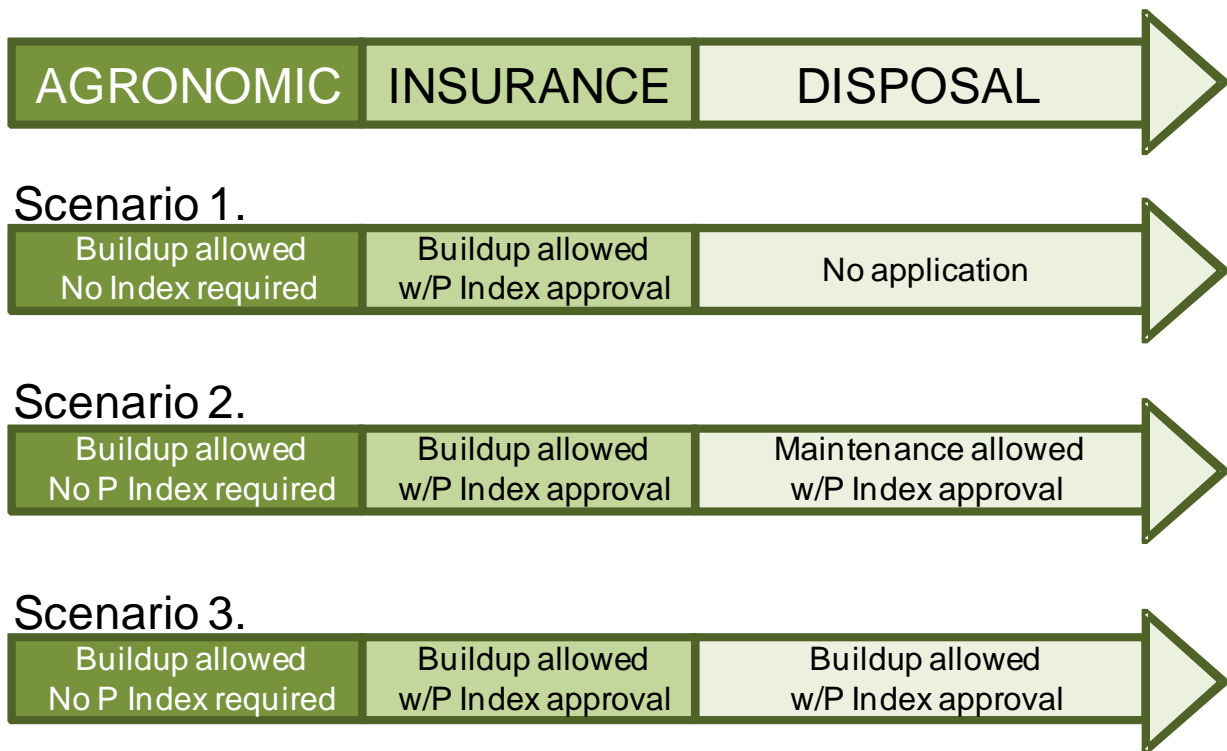 AGRONOMIC INSURANCE DISPOSAL
Scenario 1.
Buildup allowed
No Index required
Buildup allowed
w/P Index approval
No application
Scenario 2.
Buildup allowed
No P Index required
Buildup allowed
w/P Index approval
Maintenance allowed
w/P Index approval
Scenario 3.
Buildup allowed
No P Index required
Buildup allowed
w/P Index approval
Buildup allowed
w/P Index approval